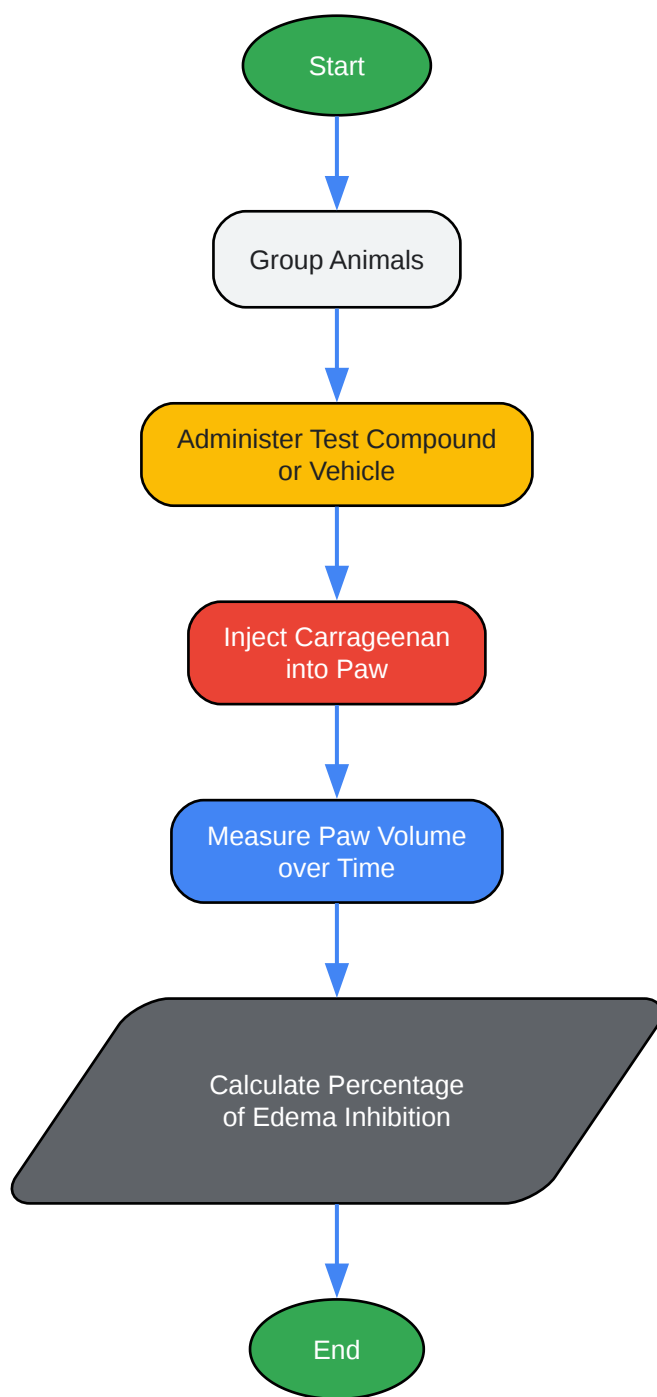 Start
Group Animals
Administer Test Compound
or Vehicle
Inject Carrageenan
into Paw
Measure Paw Volume
over Time
Calculate Percentage
of Edema Inhibition
End